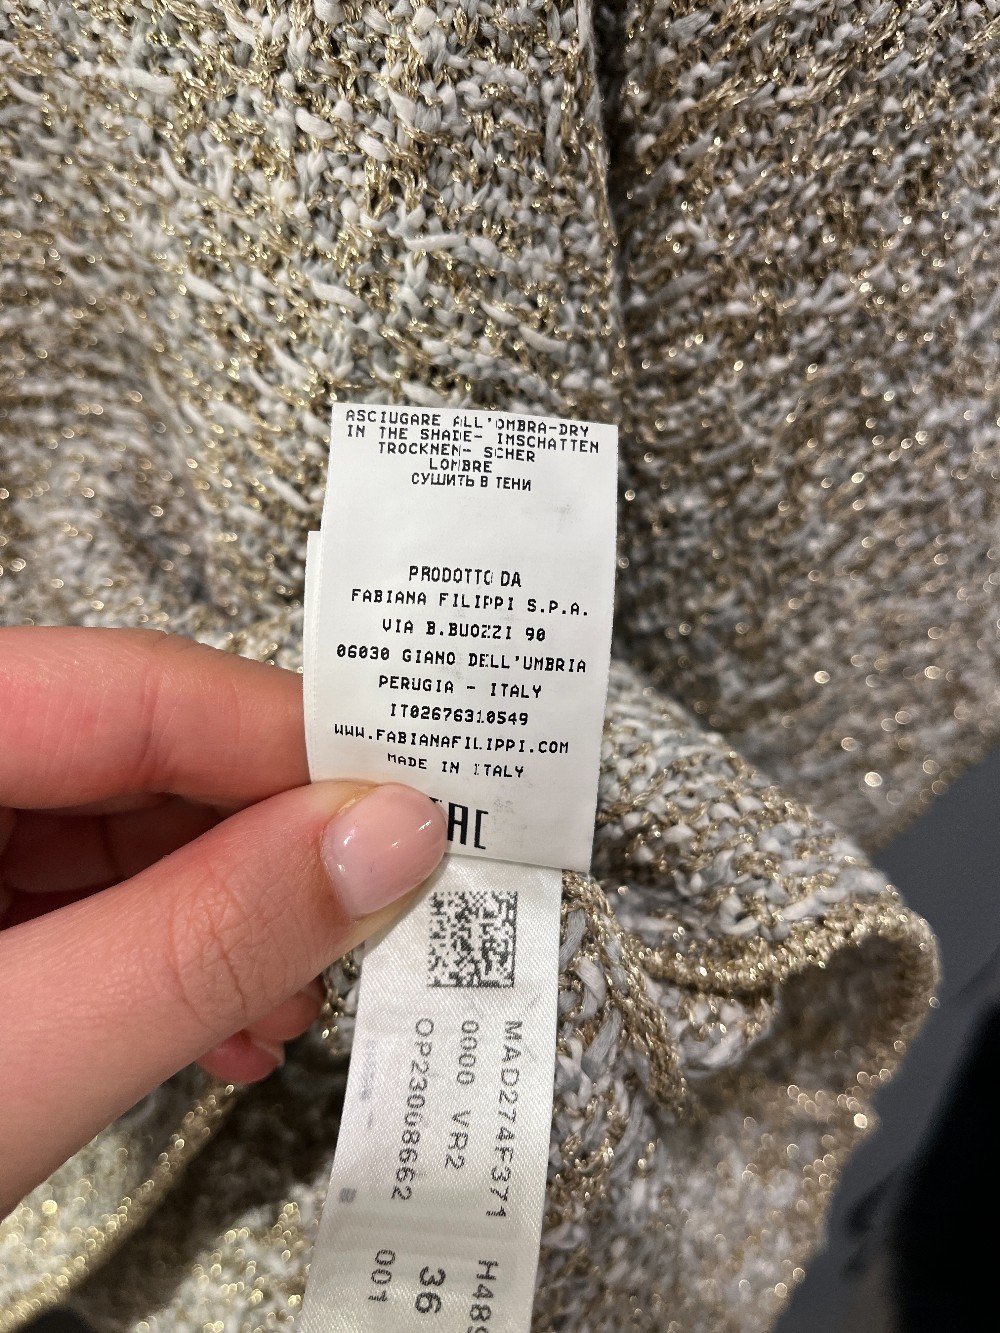 ASCIUGARE ALL'OMBRA-DRY
IN THE SHADE- IMSCHATTEN
TROCKNEN- SCHER
LOMBRE
СУШИТЬ В ТЕНИ
PRODOTTO DA
FABIANA FILIPPI S.P.A.
VIA B.BUOZZI 90
06030 GIANO DELL'UMBRIA
PERUGIA - ITALY
IT02676310549
WWW.FABIANAFILIPPI.COM
MADE IN ITALY
EAC
MAD274F371
0000 VR2
OP23008662
36
001